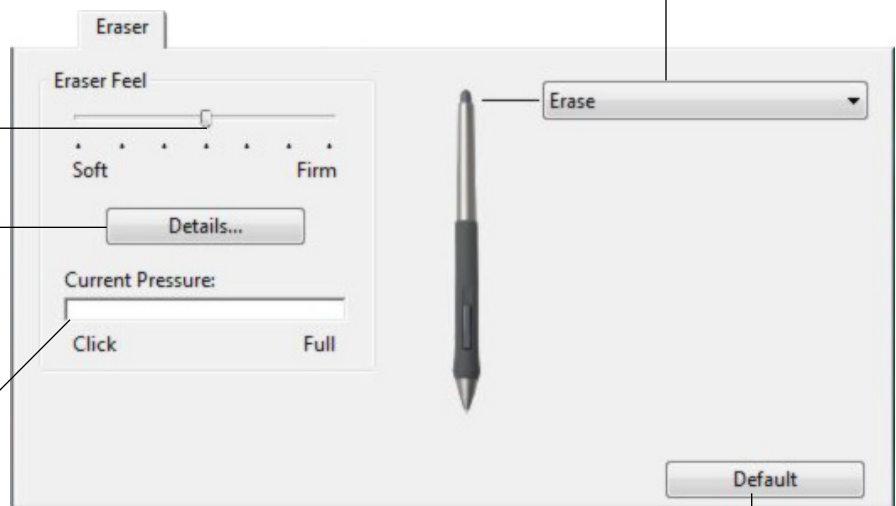 Eraser
Eraser Feel
Erase
Soft Firm
Details...
Current Pressure:
Click Full
Default